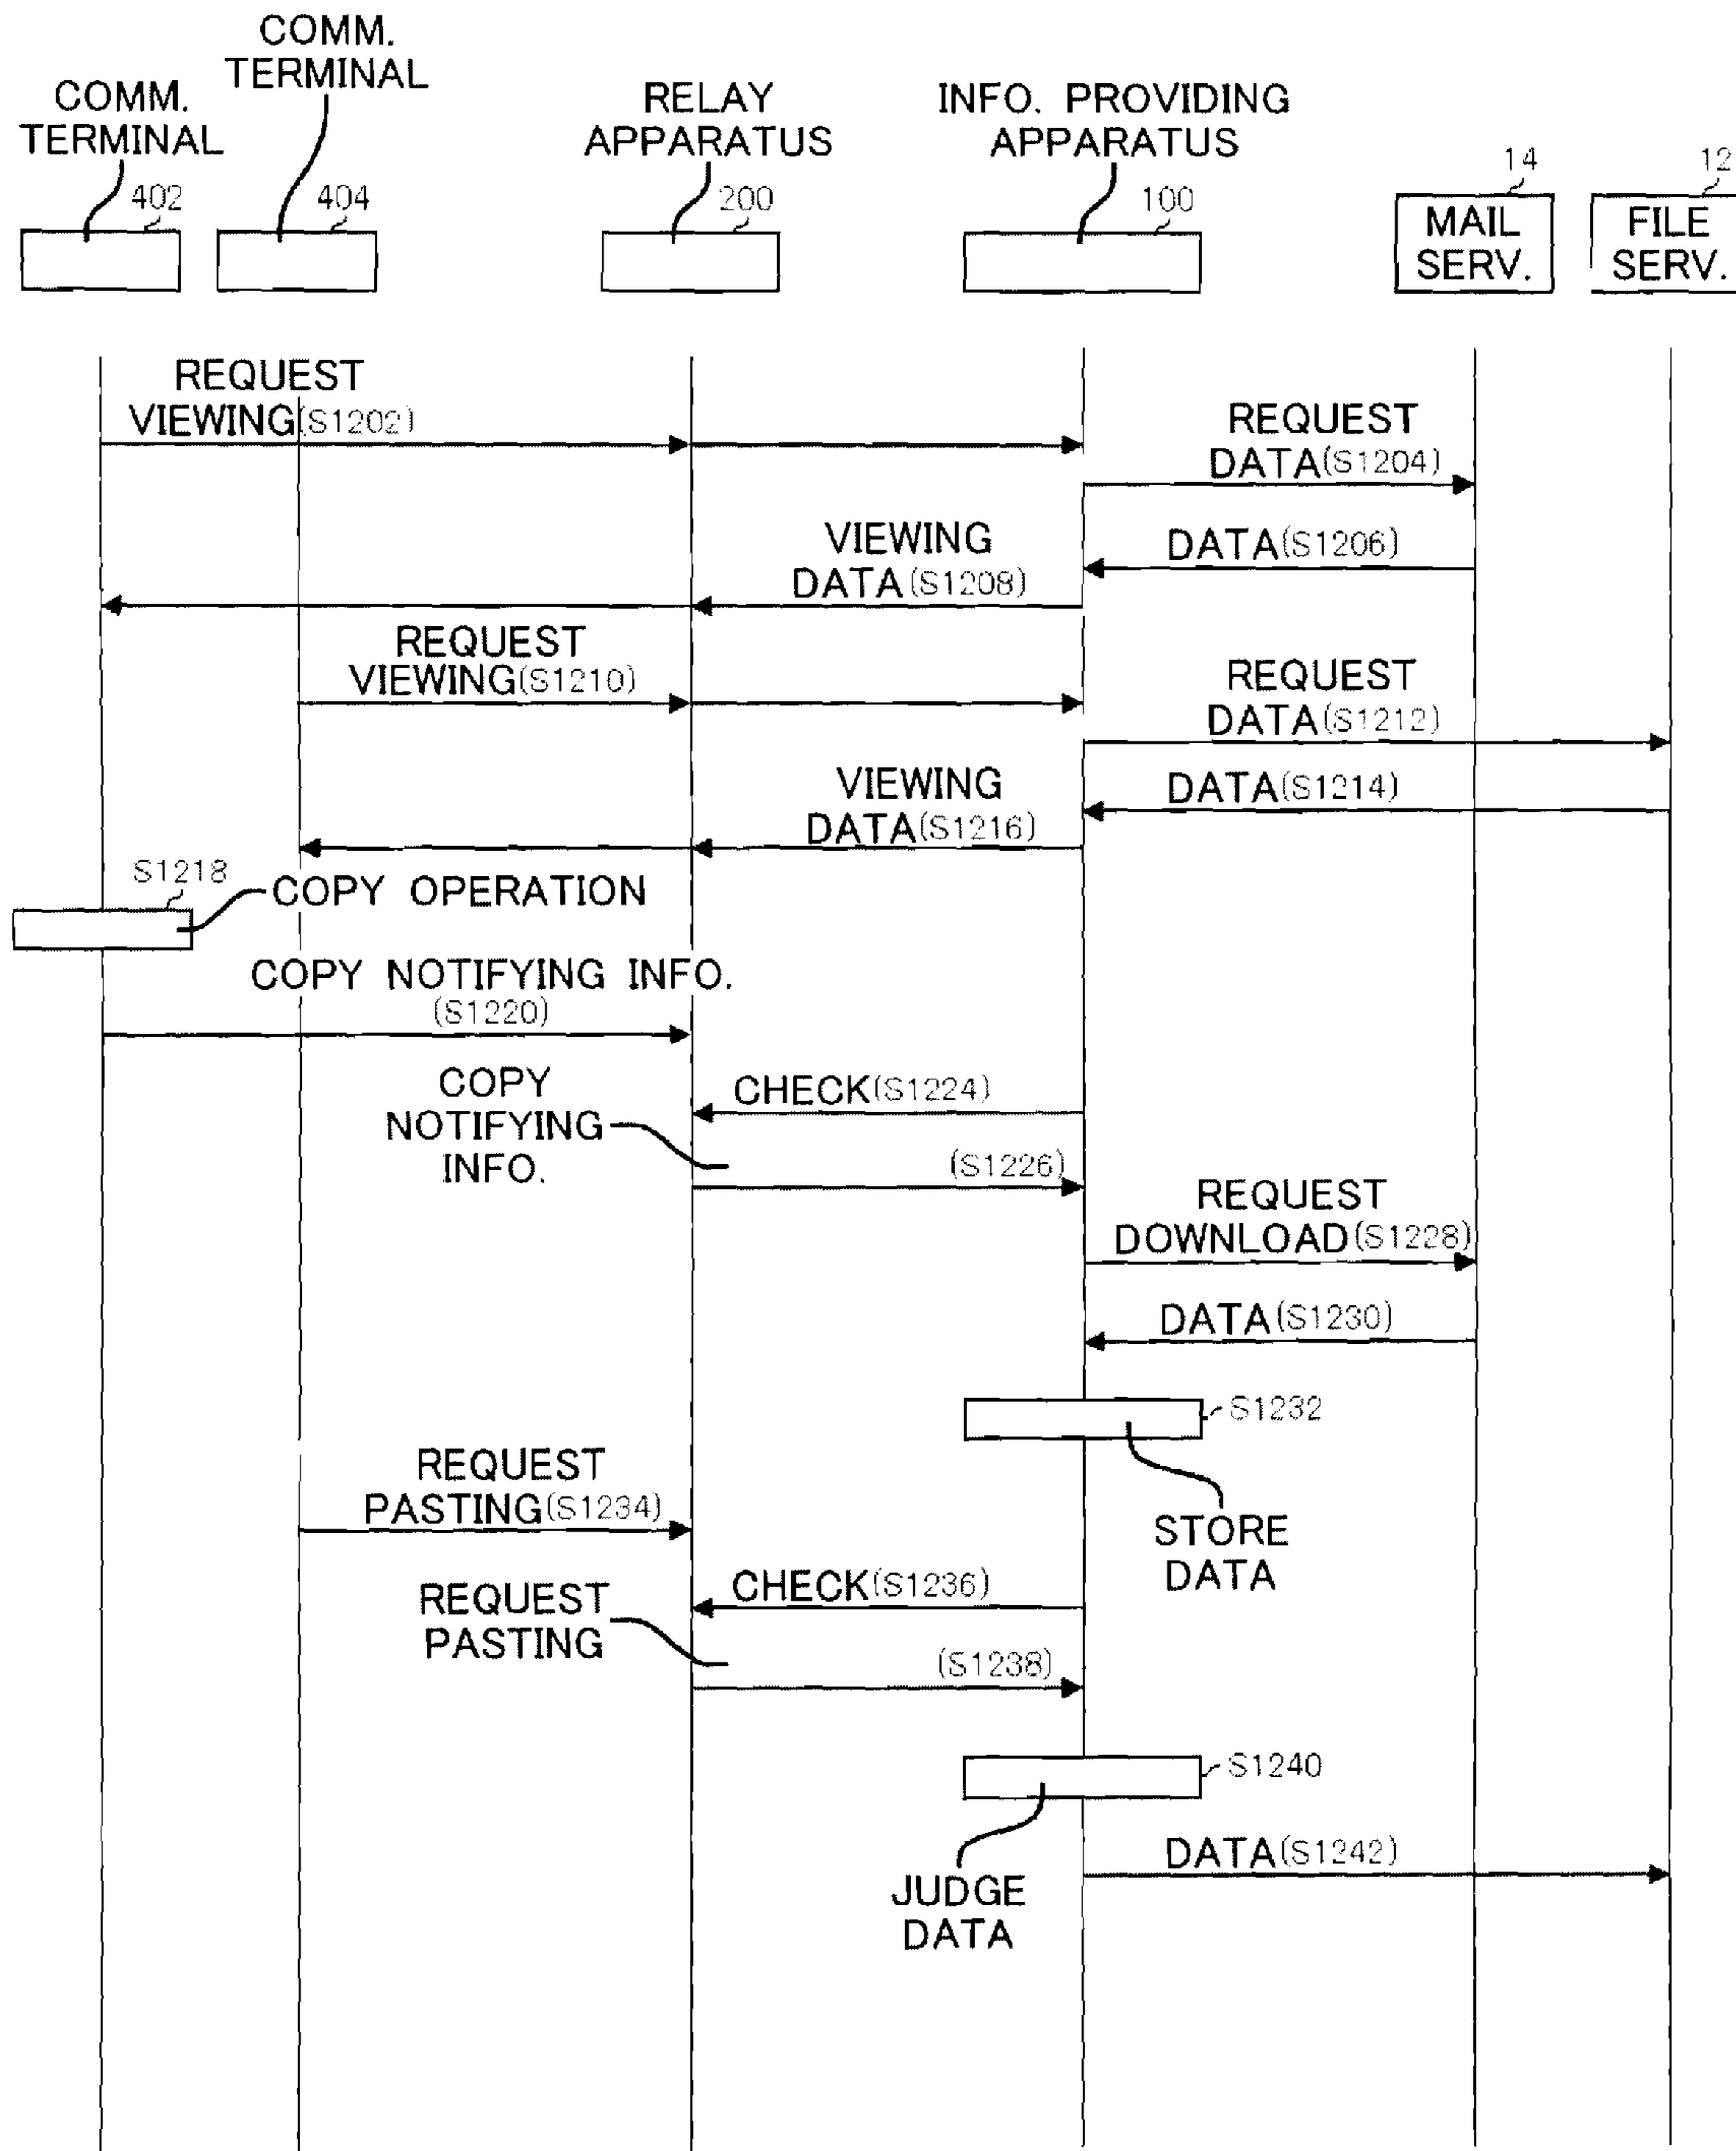 COMM.
TERMINAL
COMM.
TERMINAL
RELAY
APPARATUS
INFO. PROVIDING
APPARATUS
402
404
200
100
14
12
MAIL
SERV.
FILE
SERV.
REQUEST
VIEWING(S1202)
REQUEST
DATA(S1204)
DATA(S1206)
VIEWING
DATA(S1208)
REQUEST
VIEWING(S1210)
REQUEST
DATA(S1212)
DATA(S1214)
VIEWING
DATA(S1216)
S1218
COPY OPERATION
COPY NOTIFYING INFO.
(S1220)
CHECK(S1224)
COPY
NOTIFYING
INFO.
(S1226)
REQUEST
DOWNLOAD(S1228)
DATA(S1230)
S1232
STORE
DATA
REQUEST
PASTING(S1234)
CHECK(S1236)
REQUEST
PASTING
(S1238)
S1240
JUDGE
DATA
DATA(S1242)